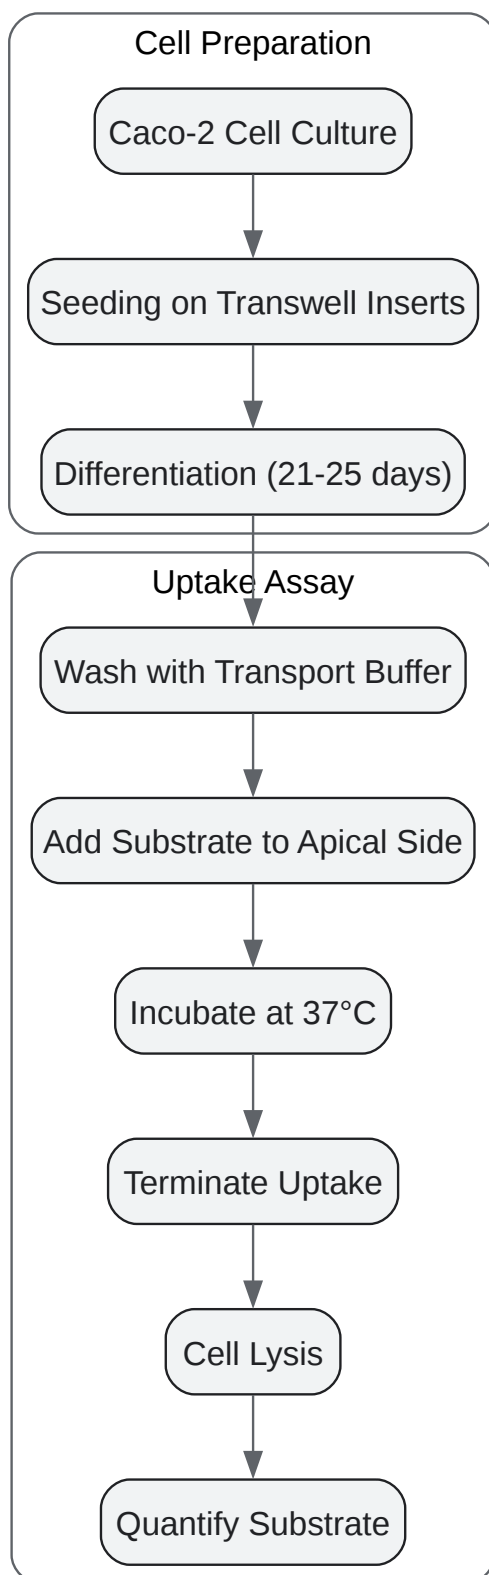 Cell Preparation
Caco-2 Cell Culture
Seeding on Transwell Inserts
Differentiation (21-25 days)
Uptake Assay
Wash with Transport Buffer
Add Substrate to Apical Side
Incubate at 37°C
Terminate Uptake
Cell Lysis
Quantify Substrate